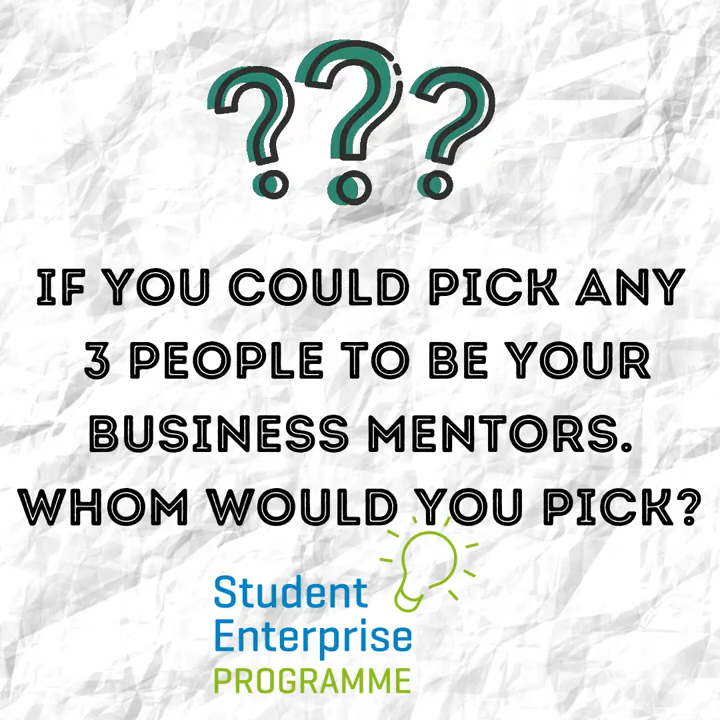 ???
IF YOU COULD PICK ANY
3 PEOPLE TO BE YOUR
BUSINESS MENTORS.
WHOM WOULD YOU PICK?
Student
Enterprise
PROGRAMME